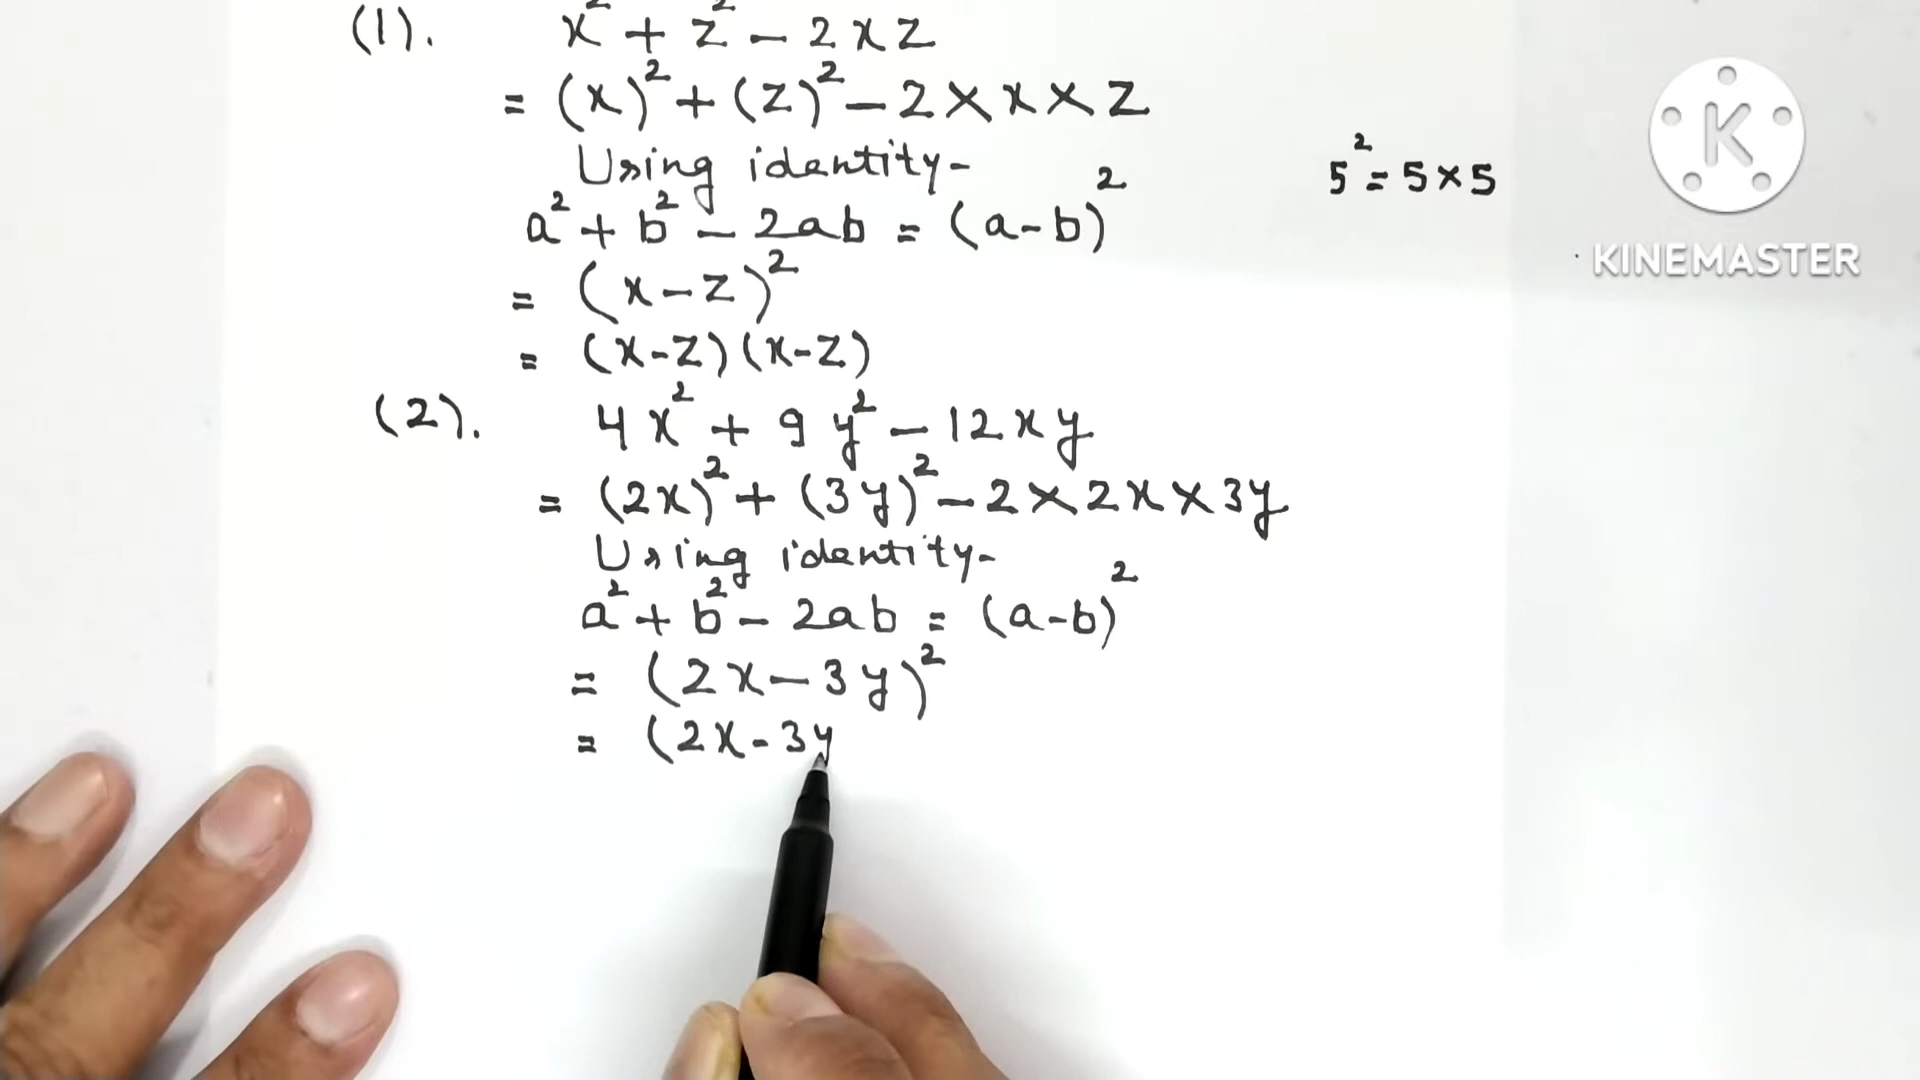 (1). x² + z² - 2xz
= (x)² + (z)² - 2 × x × z
Using identity-
a² + b² - 2ab = (a-b)²
= (x-z)²
= (x-z)(x-z)
(2). 4x² + 9y² - 12xy
= (2x)² + (3y)² - 2 × 2x × 3y
Using identity-
a² + b² - 2ab = (a-b)²
= (2x-3y)²
= (2x-3y
5² = 5×5
K
KINEMASTER